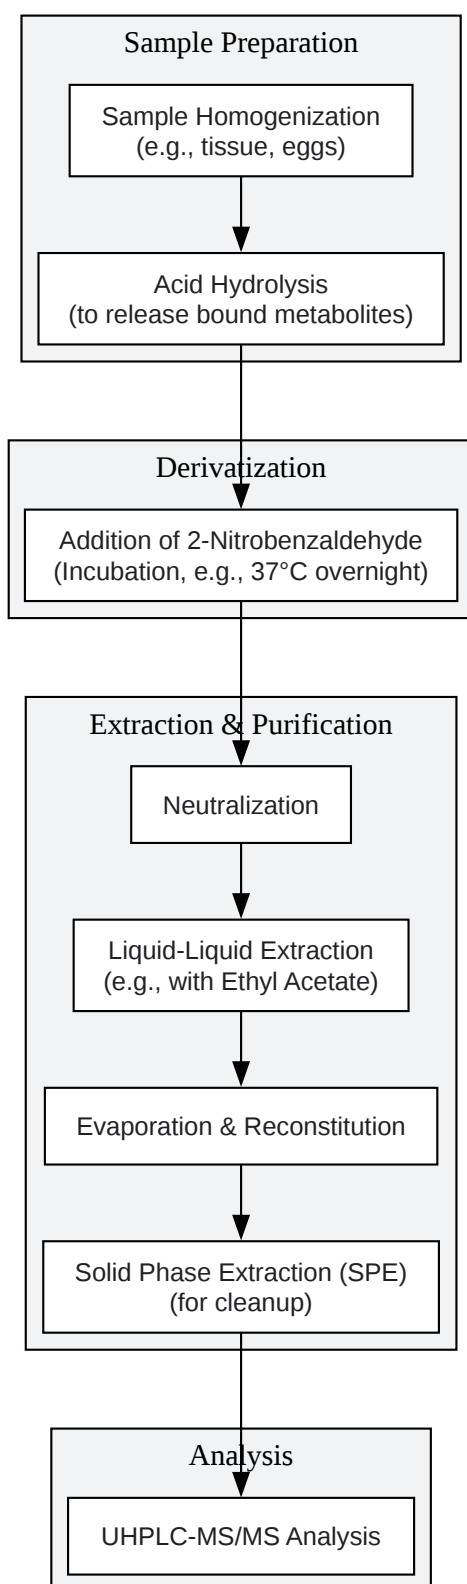 Sample Preparation
Sample Homogenization
(e.g., tissue, eggs)
Acid Hydrolysis
(to release bound metabolites)
Derivatization
Addition of 2-Nitrobenzaldehyde
(Incubation, e.g., 37°C overnight)
Extraction & Purification
Neutralization
Liquid-Liquid Extraction
(e.g., with Ethyl Acetate)
Evaporation & Reconstitution
Solid Phase Extraction (SPE)
(for cleanup)
Analysis
UHPLC-MS/MS Analysis